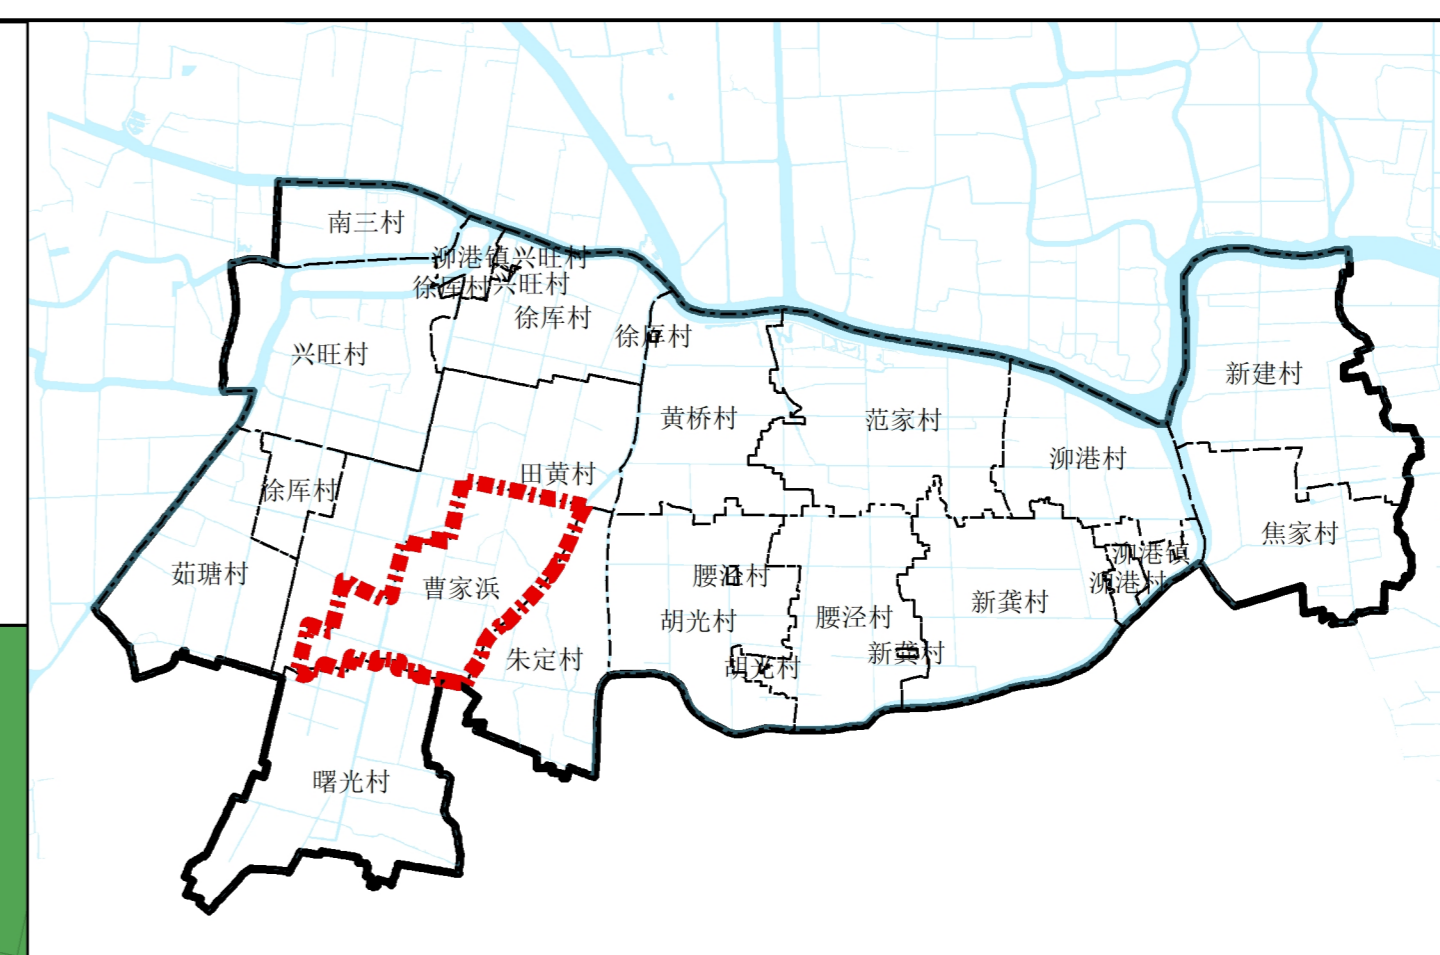 南三村
泖港镇兴旺村
徐厍村兴旺村
徐厍村
徐厍村
兴旺村
新建村
黄桥村
范家村
泖港村
田黄村
徐厍村
焦家村
泖港镇
茹瑭村
曹家浜
腰泾村
泖港村
新龚村
胡光村
腰泾村
新龚村
朱定村
胡光村
曙光村